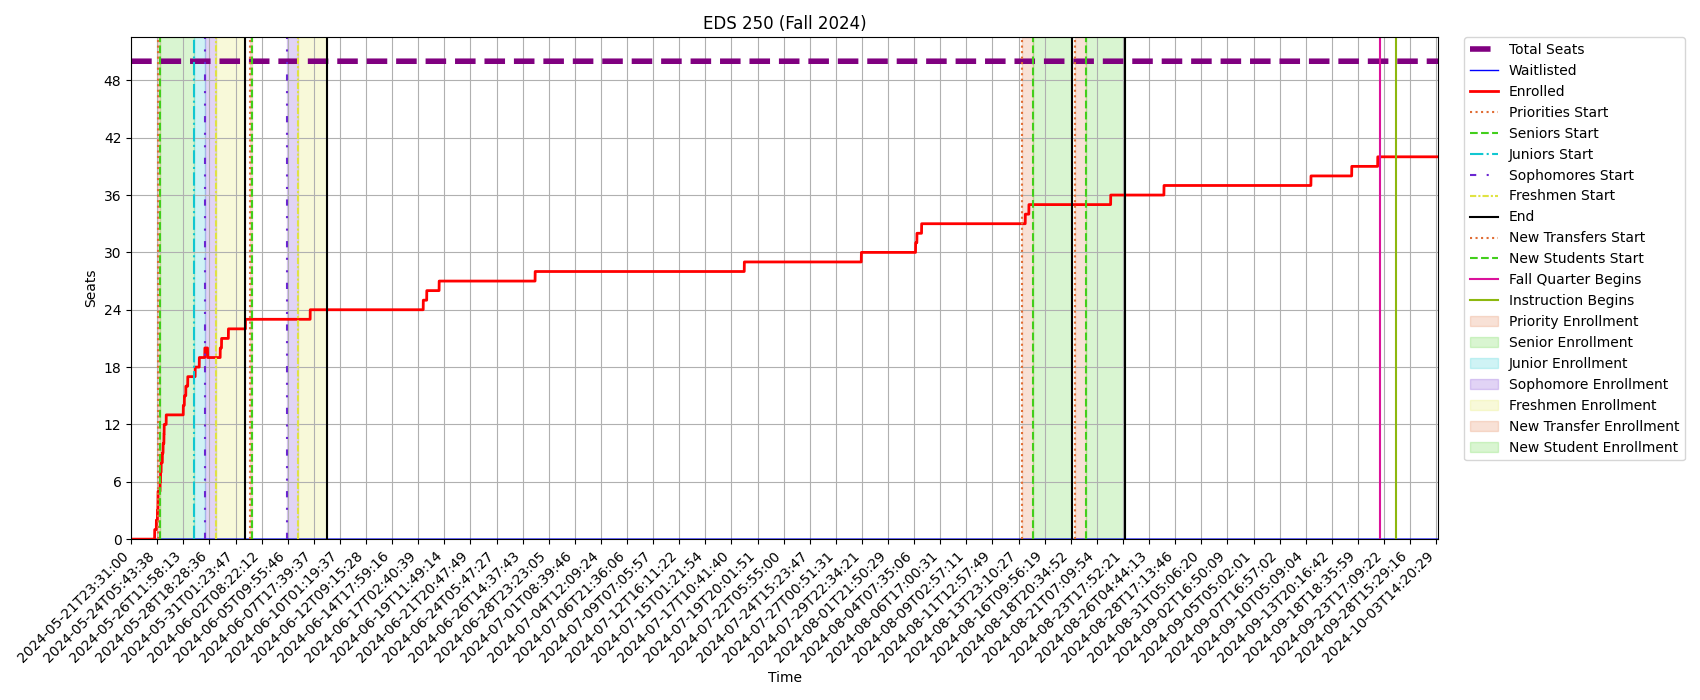 EDS 250 (Fall 2024)
Seats
48
42
36
30
24
18
12
6
0
2024-05-21T23:31:00
2024-05-24T05:43:38
2024-05-26T11:58:13
2024-05-28T18:28:36
2024-05-31T01:23:47
2024-06-02T08:22:12
2024-06-05T09:55:46
2024-06-07T17:39:37
2024-06-10T01:19:37
2024-06-12T09:15:28
2024-06-14T17:59:16
2024-06-17T02:40:39
2024-06-19T11:49:14
2024-06-21T20:47:49
2024-06-24T05:47:27
2024-06-26T14:37:43
2024-06-28T23:23:05
2024-07-01T08:39:46
2024-07-04T12:09:24
2024-07-06T21:36:06
2024-07-09T07:05:57
2024-07-12T16:11:22
2024-07-15T01:21:54
2024-07-17T10:41:40
2024-07-19T20:01:51
2024-07-22T05:55:00
2024-07-24T15:23:47
2024-07-27T00:51:31
2024-07-29T22:34:21
2024-08-01T21:50:29
2024-08-04T07:35:06
2024-08-06T17:00:31
2024-08-09T02:57:11
2024-08-11T12:57:49
2024-08-13T23:10:27
2024-08-16T09:56:19
2024-08-18T20:34:52
2024-08-21T07:09:54
2024-08-23T17:52:21
2024-08-26T04:44:13
2024-08-28T17:13:46
2024-08-31T05:06:20
2024-09-02T16:50:09
2024-09-05T05:02:01
2024-09-07T16:57:02
2024-09-10T05:09:04
2024-09-13T20:16:42
2024-09-18T18:35:59
2024-09-23T17:09:22
2024-09-28T15:29:16
2024-10-03T14:20:29
Time
Total Seats
Waitlisted
Enrolled
Priorities Start
Seniors Start
Juniors Start
Sophomores Start
Freshmen Start
End
New Transfers Start
New Students Start
Fall Quarter Begins
Instruction Begins
Priority Enrollment
Senior Enrollment
Junior Enrollment
Sophomore Enrollment
Freshmen Enrollment
New Transfer Enrollment
New Student Enrollment